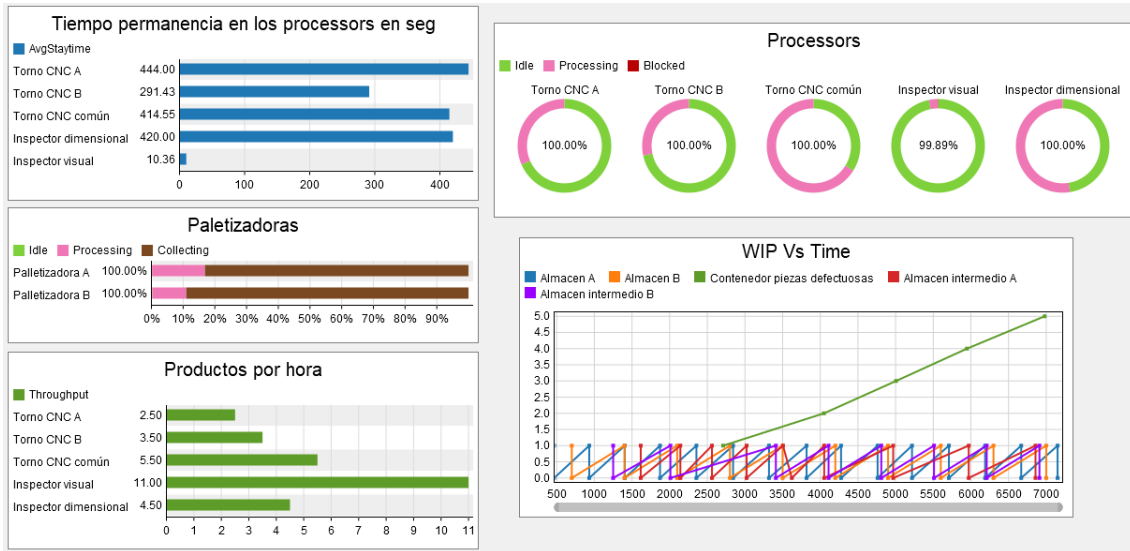 Tiempo permanencia en los processors en seg
AvgStaytime
Torno CNC A 444.00
Torno CNC B 291.43
Torno CNC común 414.55
Inspector dimensional 420.00
Inspector visual 10.36
0 100 200 300 400
Paletizadoras
Idle Processing Collecting
Palletizadora A 100.00%
Palletizadora B 100.00%
0% 10% 20% 30% 40% 50% 60% 70% 80% 90%
Productos por hora
Throughput
Torno CNC A 2.50
Torno CNC B 3.50
Torno CNC común 5.50
Inspector visual 11.00
Inspector dimensional 4.50
0 1 2 3 4 5 6 7 8 9 10 11
Processors
Idle Processing Blocked
Torno CNC A Torno CNC B Torno CNC común Inspector visual Inspector dimensional
100.00% 100.00% 100.00% 99.89% 100.00%
WIP Vs Time
Almacen A Almacen B Contenedor piezas defectuosas Almacen intermedio A
Almacen intermedio B
5.0
4.5
4.0
3.5
3.0
2.5
2.0
1.5
1.0
0.5
0.0
500 1000 1500 2000 2500 3000 3500 4000 4500 5000 5500 6000 6500 7000